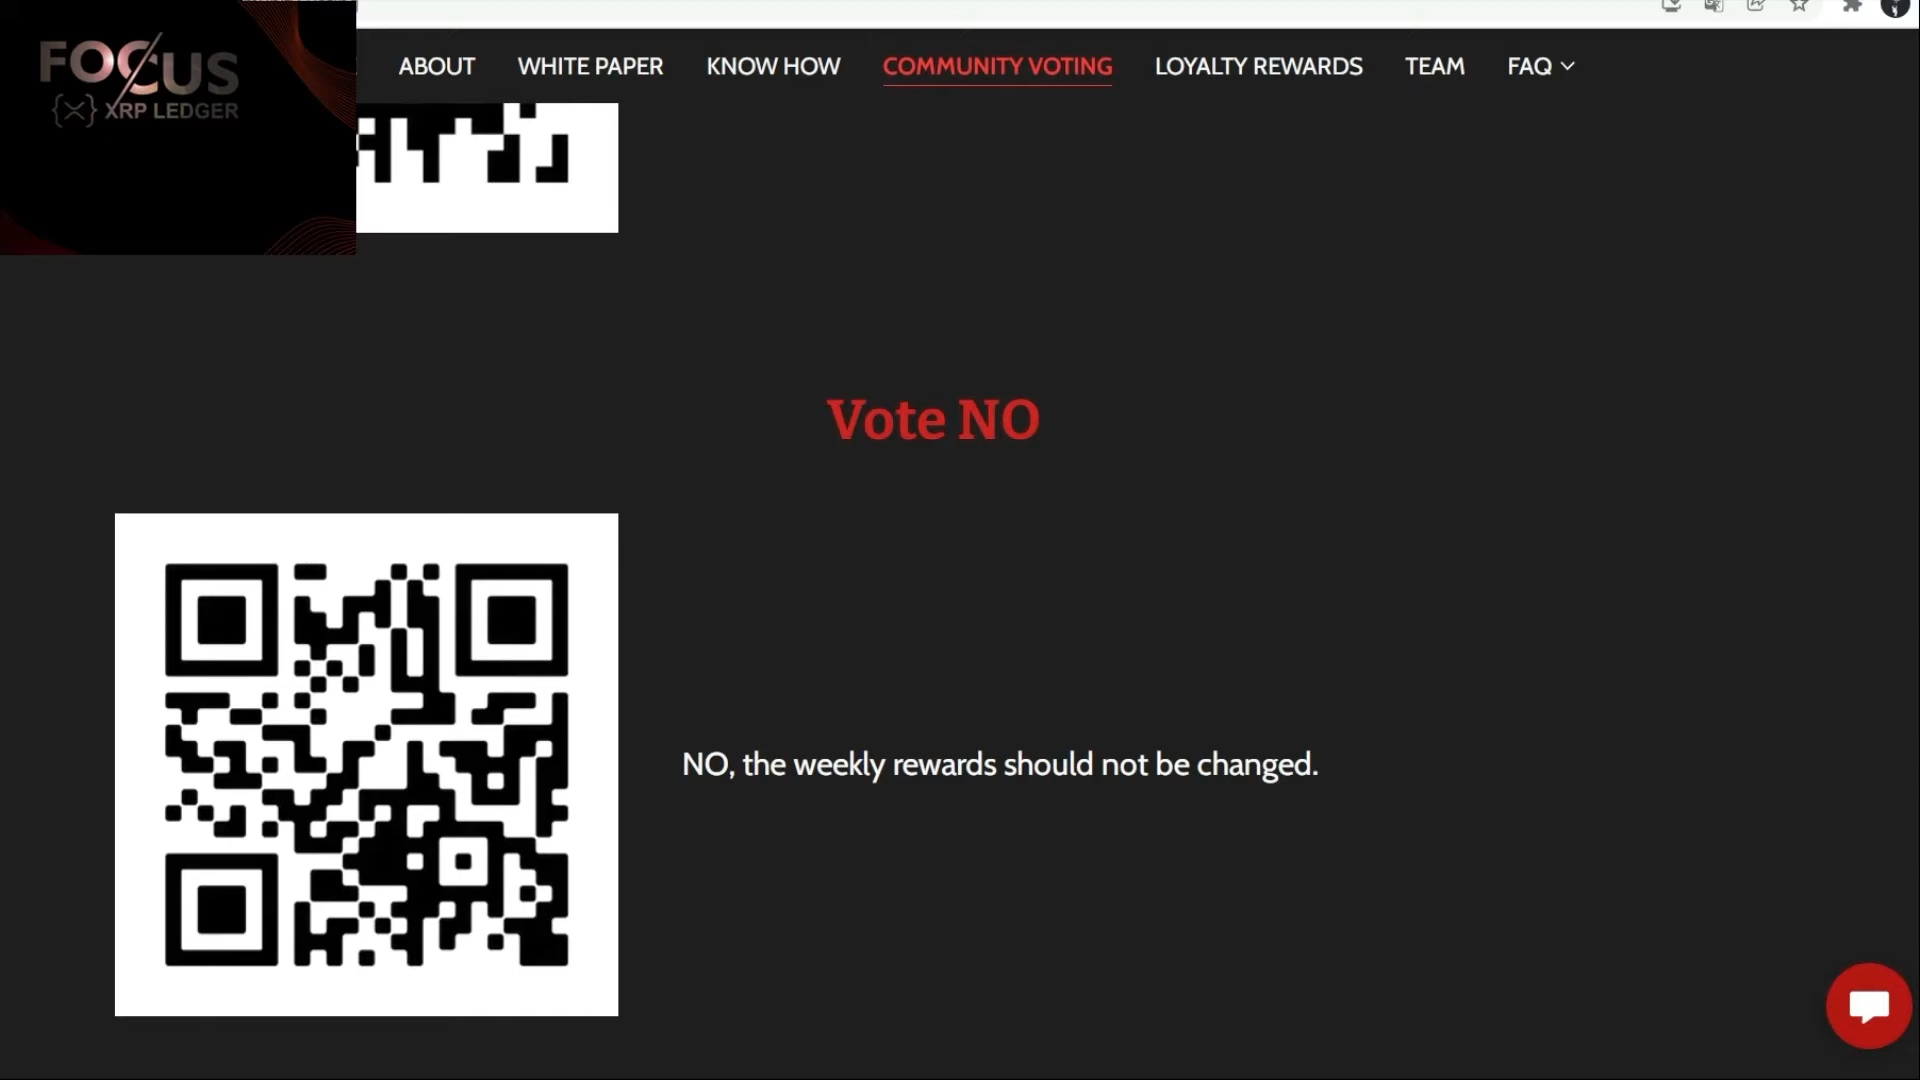 FOCUS
XRP LEDGER
ABOUT WHITE PAPER KNOW HOW COMMUNITY VOTING LOYALTY REWARDS TEAM FAQ
Vote NO
NO, the weekly rewards should not be changed.